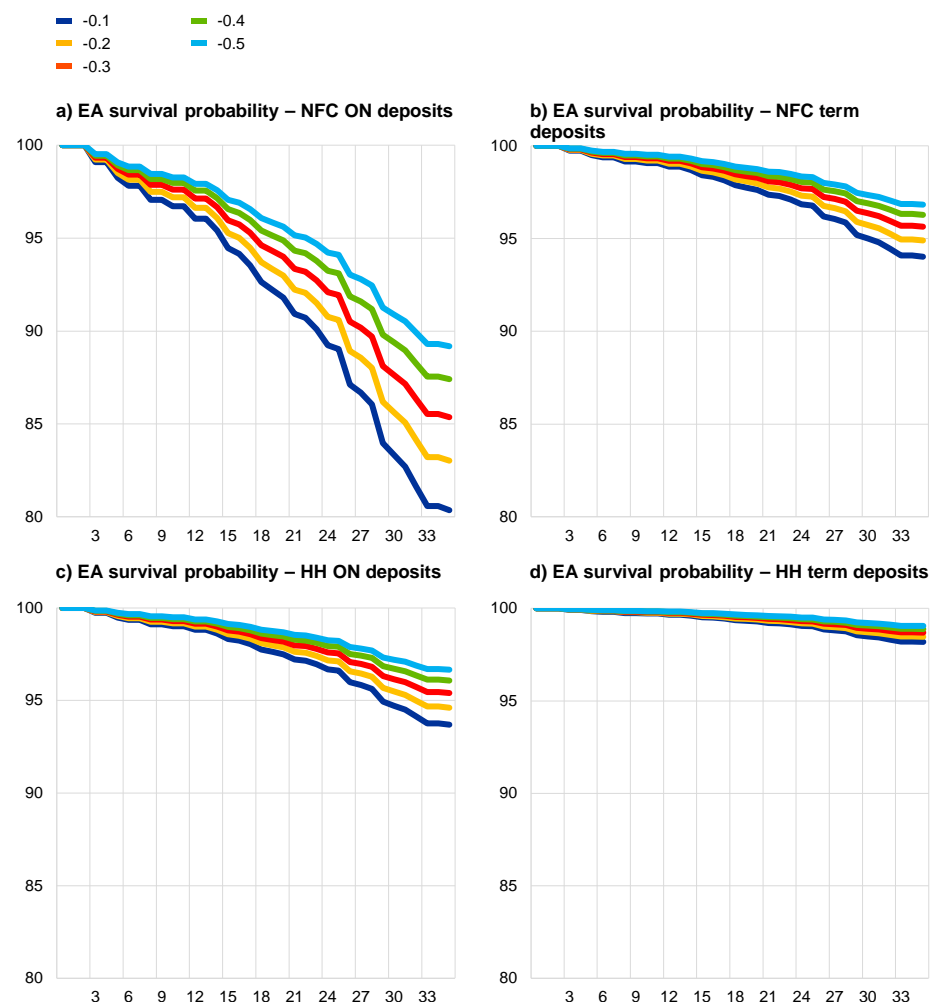 -0.1
-0.4
-0.2
-0.5
-0.3
a) EA survival probability – NFC ON deposits
100
95
90
85
80
3 6 9 12 15 18 21 24 27 30 33
b) EA survival probability – NFC term
deposits
100
95
90
85
80
3 6 9 12 15 18 21 24 27 30 33
c) EA survival probability – HH ON deposits
100
95
90
85
80
3 6 9 12 15 18 21 24 27 30 33
d) EA survival probability – HH term deposits
100
95
90
85
80
3 6 9 12 15 18 21 24 27 30 33